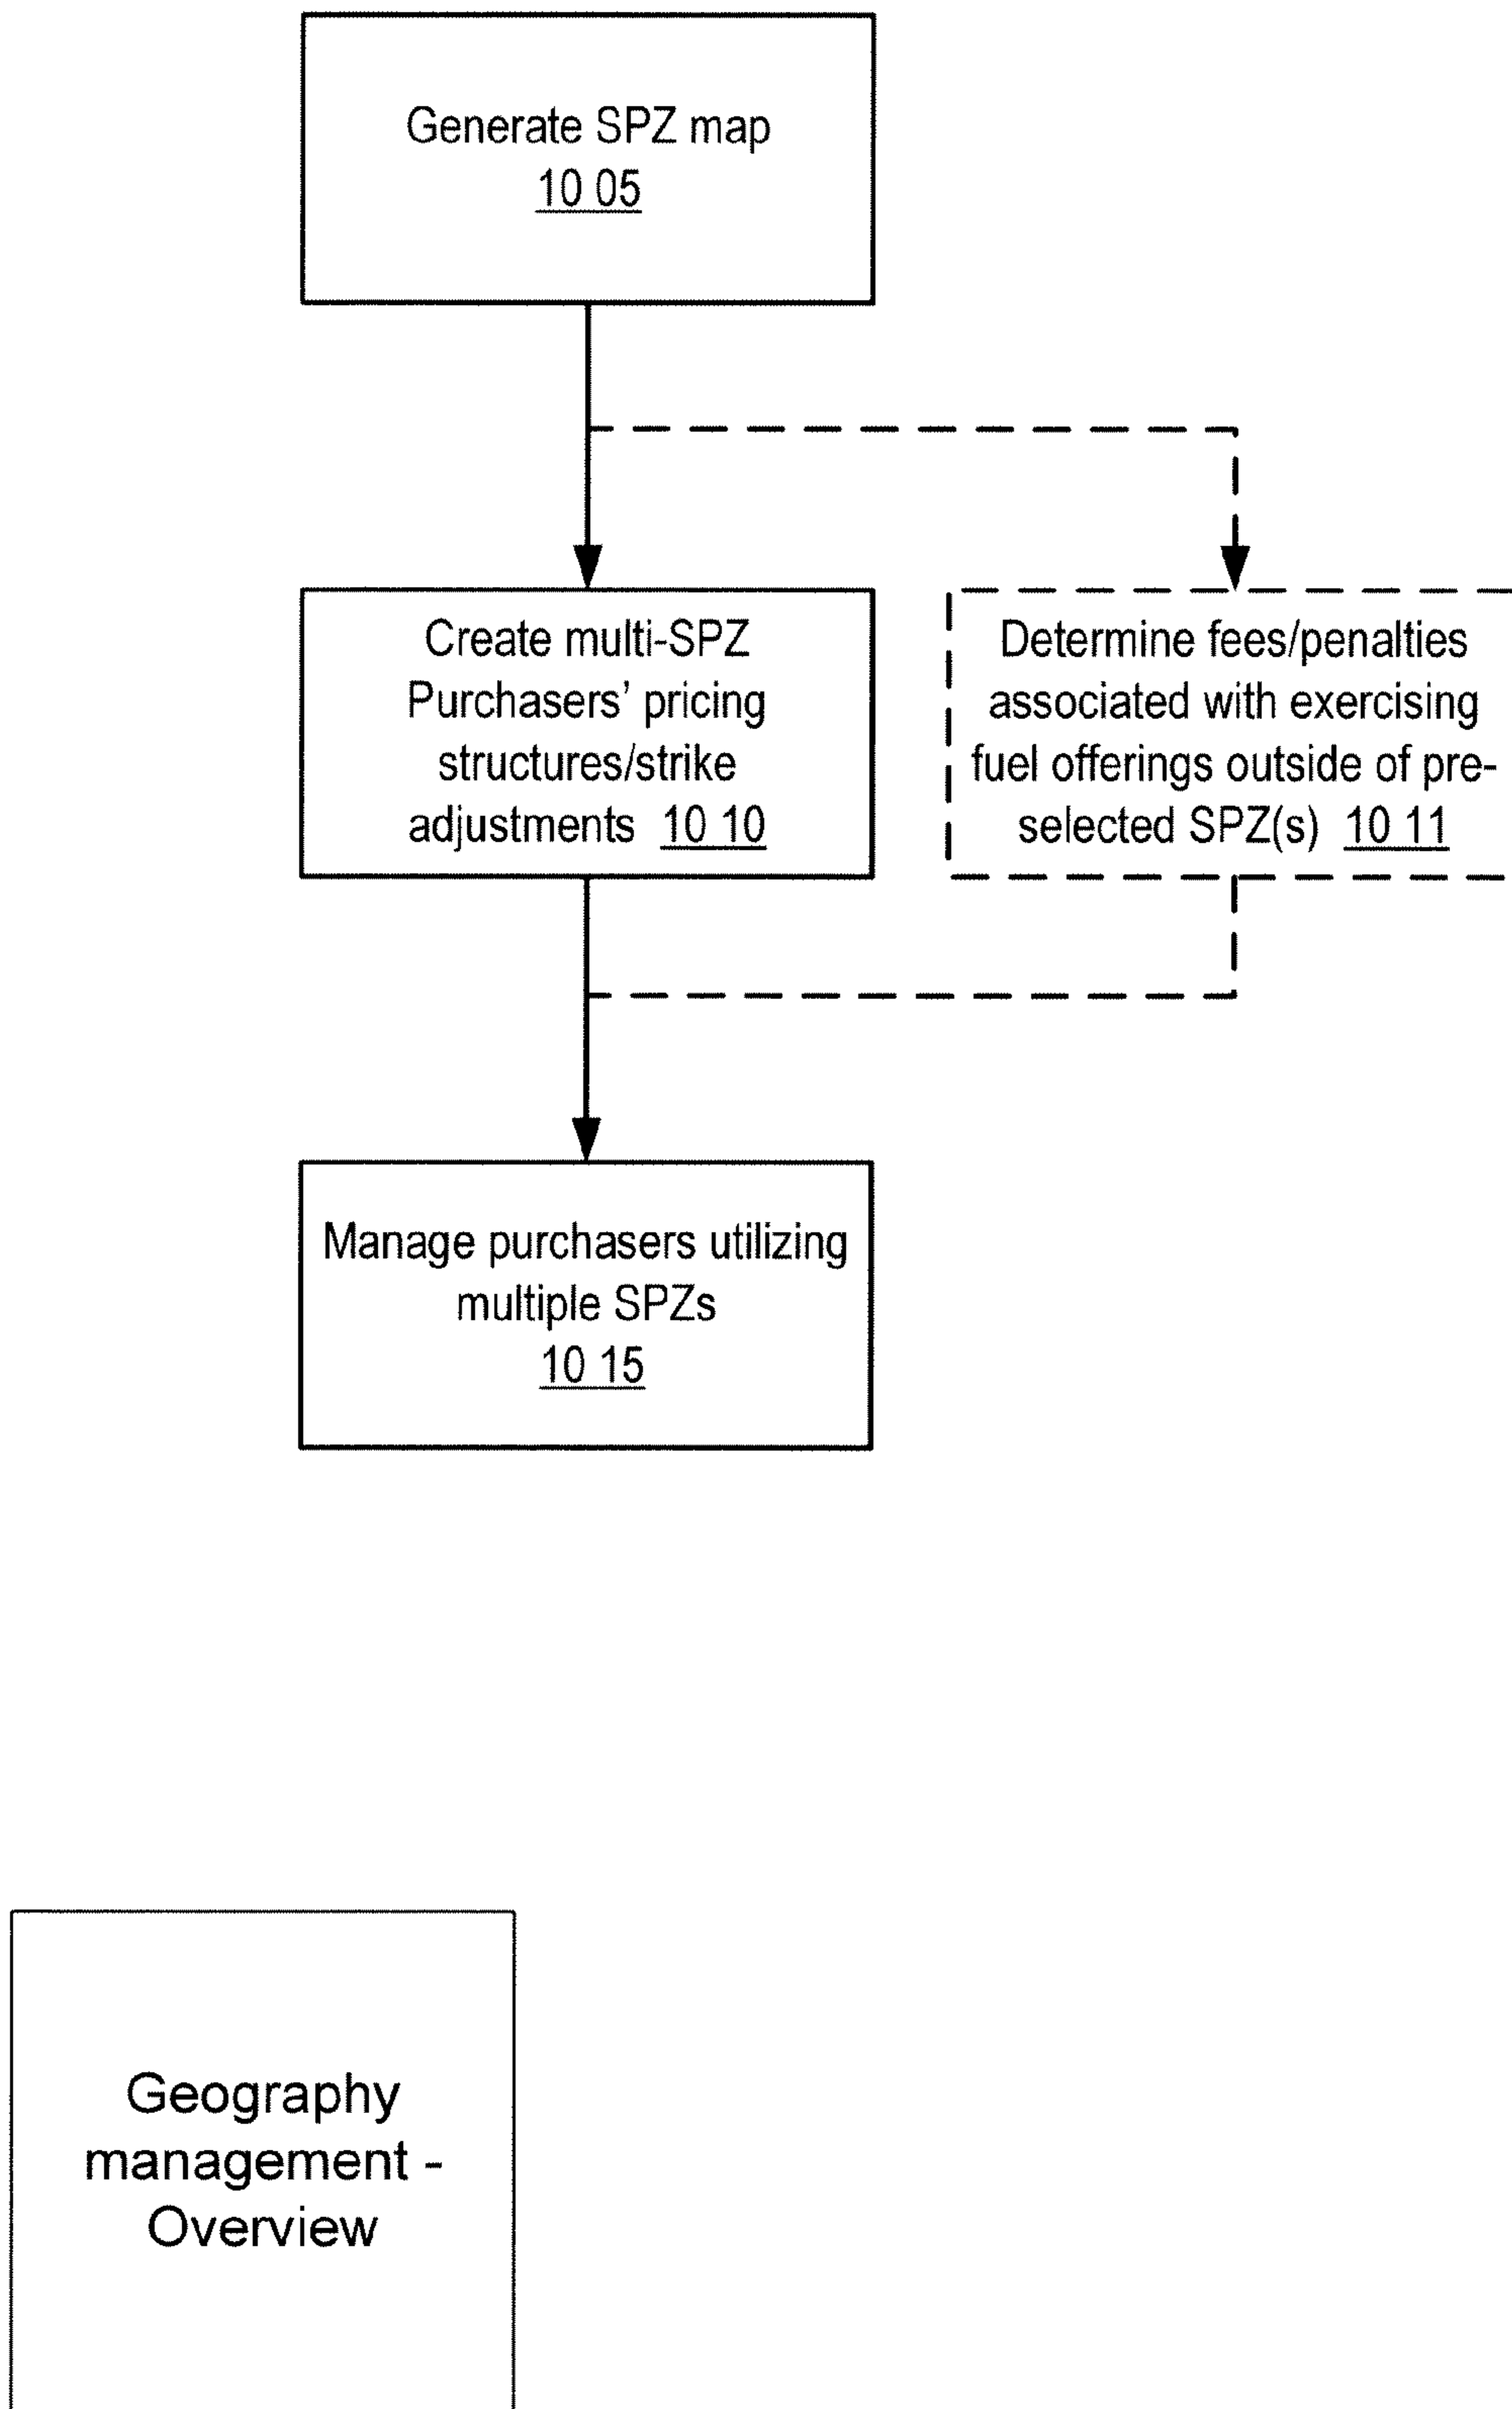 Generate SPZ map
10 05
Create multi-SPZ
Purchasers’ pricing
structures/strike
adjustments 10 10
Determine fees/penalties
associated with exercising
fuel offerings outside of pre-
selected SPZ(s) 10 11
Manage purchasers utilizing
multiple SPZs
10 15
Geography
management -
Overview